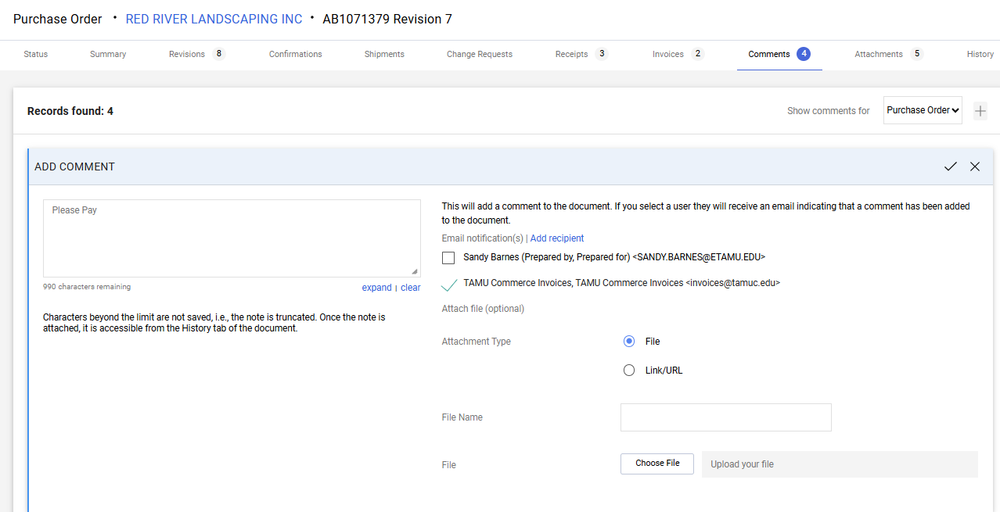 Purchase Order • RED RIVER LANDSCAPING INC • AB1071379 Revision 7
Status Summary Revisions 8 Confirmations Shipments Change Requests Receipts 3 Invoices 2 Comments 4 Attachments 5 History
Records found: 4
Show comments for Purchase Order
ADD COMMENT
Please Pay
990 characters remaining
expand | clear
Characters beyond the limit are not saved, i.e., the note is truncated. Once the note is
attached, it is accessible from the History tab of the document.
This will add a comment to the document. If you select a user they will receive an email indicating that a comment has been added
to the document.
Email notification(s) | Add recipient
Sandy Barnes (Prepared by, Prepared for) <SANDY.BARNES@ETAMU.EDU>
TAMU Commerce Invoices, TAMU Commerce Invoices <invoices@tamuc.edu>
Attach file (optional)
Attachment Type File
Link/URL
File Name
File Choose File Upload your file